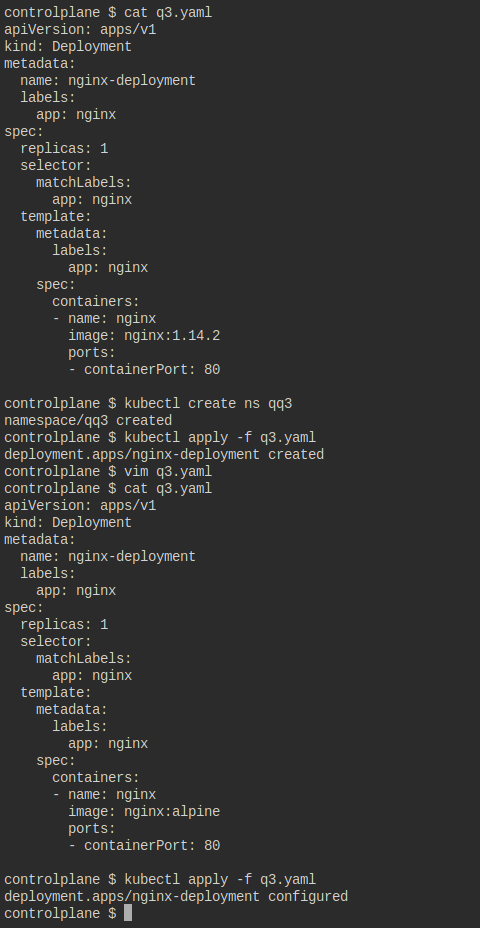 controlplane $ cat q3.yaml
apiVersion: apps/v1
kind: Deployment
metadata:
  name: nginx-deployment
  labels:
    app: nginx
spec:
  replicas: 1
  selector:
    matchLabels:
      app: nginx
  template:
    metadata:
      labels:
        app: nginx
    spec:
      containers:
      - name: nginx
        image: nginx:1.14.2
        ports:
        - containerPort: 80

controlplane $ kubectl create ns qq3
namespace/qq3 created
controlplane $ kubectl apply -f q3.yaml
deployment.apps/nginx-deployment created
controlplane $ vim q3.yaml
controlplane $ cat q3.yaml
apiVersion: apps/v1
kind: Deployment
metadata:
  name: nginx-deployment
  labels:
    app: nginx
spec:
  replicas: 1
  selector:
    matchLabels:
      app: nginx
  template:
    metadata:
      labels:
        app: nginx
    spec:
      containers:
      - name: nginx
        image: nginx:alpine
        ports:
        - containerPort: 80

controlplane $ kubectl apply -f q3.yaml
deployment.apps/nginx-deployment configured
controlplane $